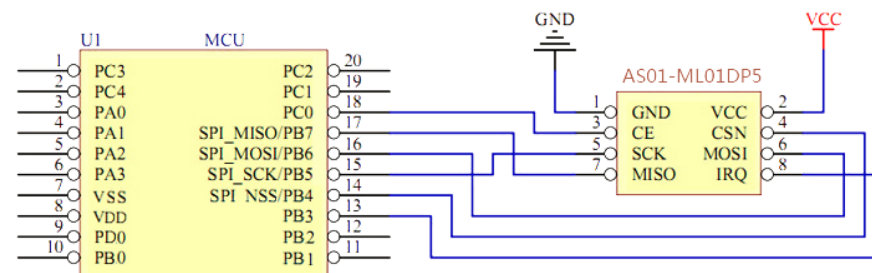 GND
VCC
U1 MCU
AS01-ML01DP5
1 PC3 PC2 20
2 PC4 PC1 19
3 PA0 PC0 18
4 PA1 SPI_MISO/PB7 17
5 PA2 SPI_MOSI/PB6 16
6 PA3 SPI_SCK/PB5 15
7 VSS SPI_NSS/PB4 14
8 VDD PB3 13
9 PD0 PB2 12
10 PB0 PB1 11
1 GND VCC 2
3 CE CSN 4
5 SCK MOSI 6
7 MISO IRQ 8